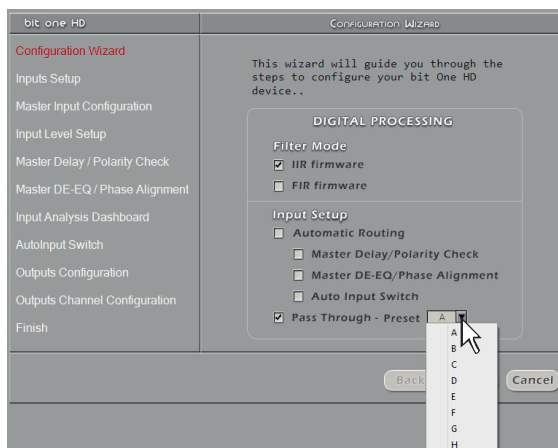 bit one HD
Configuration Wizard
Configuration Wizard
Inputs Setup
Master Input Configuration
Input Level Setup
Master Delay / Polarity Check
Master DE-EQ / Phase Alignment
Input Analysis Dashboard
AutoInput Switch
Outputs Configuration
Outputs Channel Configuration
Finish
This wizard will guide you through the
steps to configure your bit One HD
device..
DIGITAL PROCESSING
Filter Mode
IIR firmware
FIR firmware
Input Setup
Automatic Routing
Master Delay/Polarity Check
Master DE-EQ/Phase Alignment
Auto Input Switch
Pass Through - Preset A
A
B
C
D
E
F
G
H
Back
Cancel